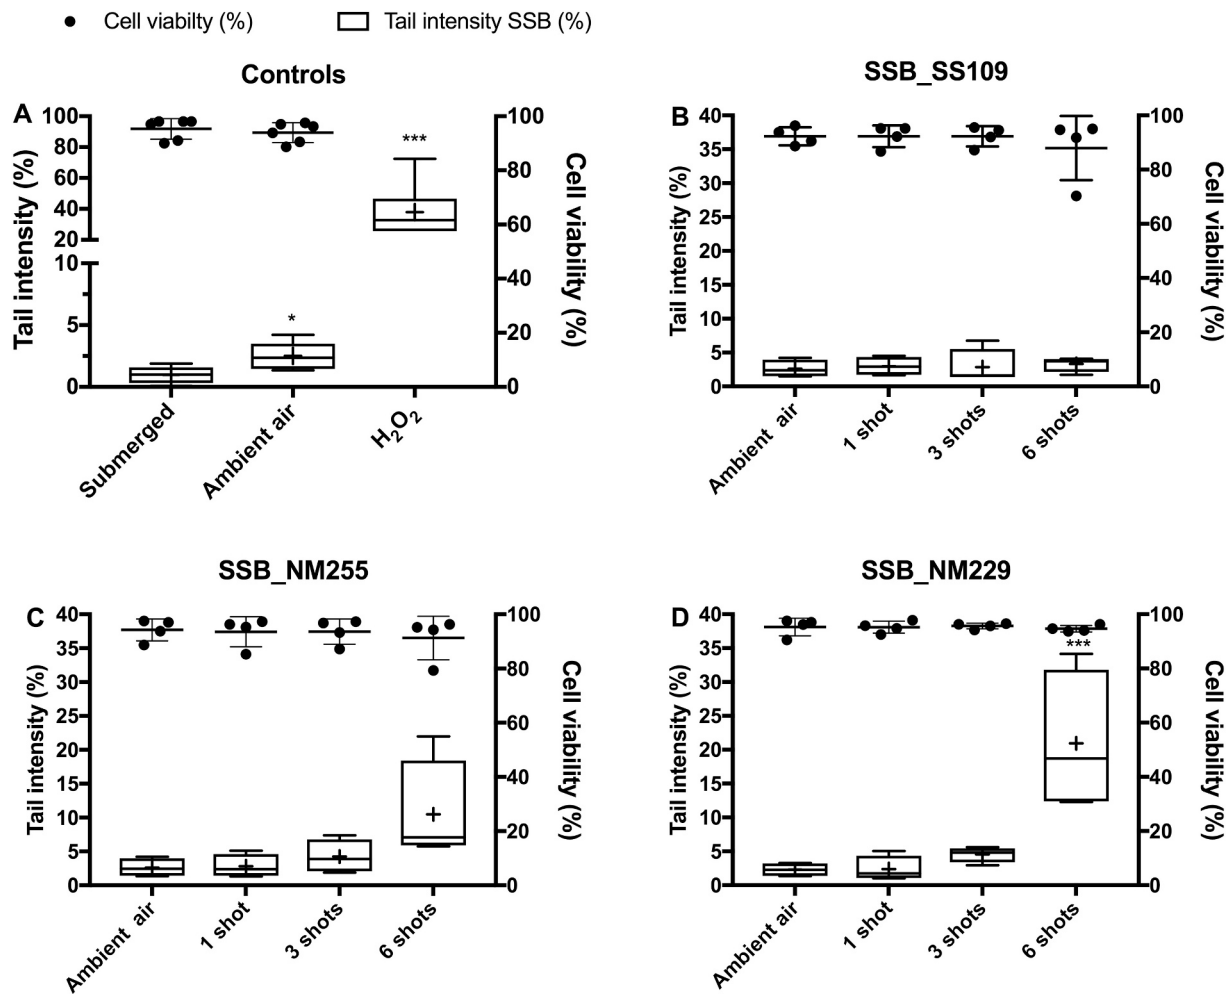 Cell viabilty (%) Tail intensity SSB (%)
Controls
A
100
80
60
40
20
10
5
0
Tail intensity (%)
100
80
60
40
20
0
Cell viability (%)
*
***
Submerged
Ambient air
H₂O₂
SSB_SS109
B
40
35
30
25
20
15
10
5
0
Tail intensity (%)
100
80
60
40
20
0
Cell viability (%)
Ambient air
1 shot
3 shots
6 shots
SSB_NM255
C
40
35
30
25
20
15
10
5
0
Tail intensity (%)
100
80
60
40
20
0
Cell viability (%)
Ambient air
1 shot
3 shots
6 shots
SSB_NM229
D
40
35
30
25
20
15
10
5
0
Tail intensity (%)
100
80
60
40
20
0
Cell viability (%)
***
Ambient air
1 shot
3 shots
6 shots